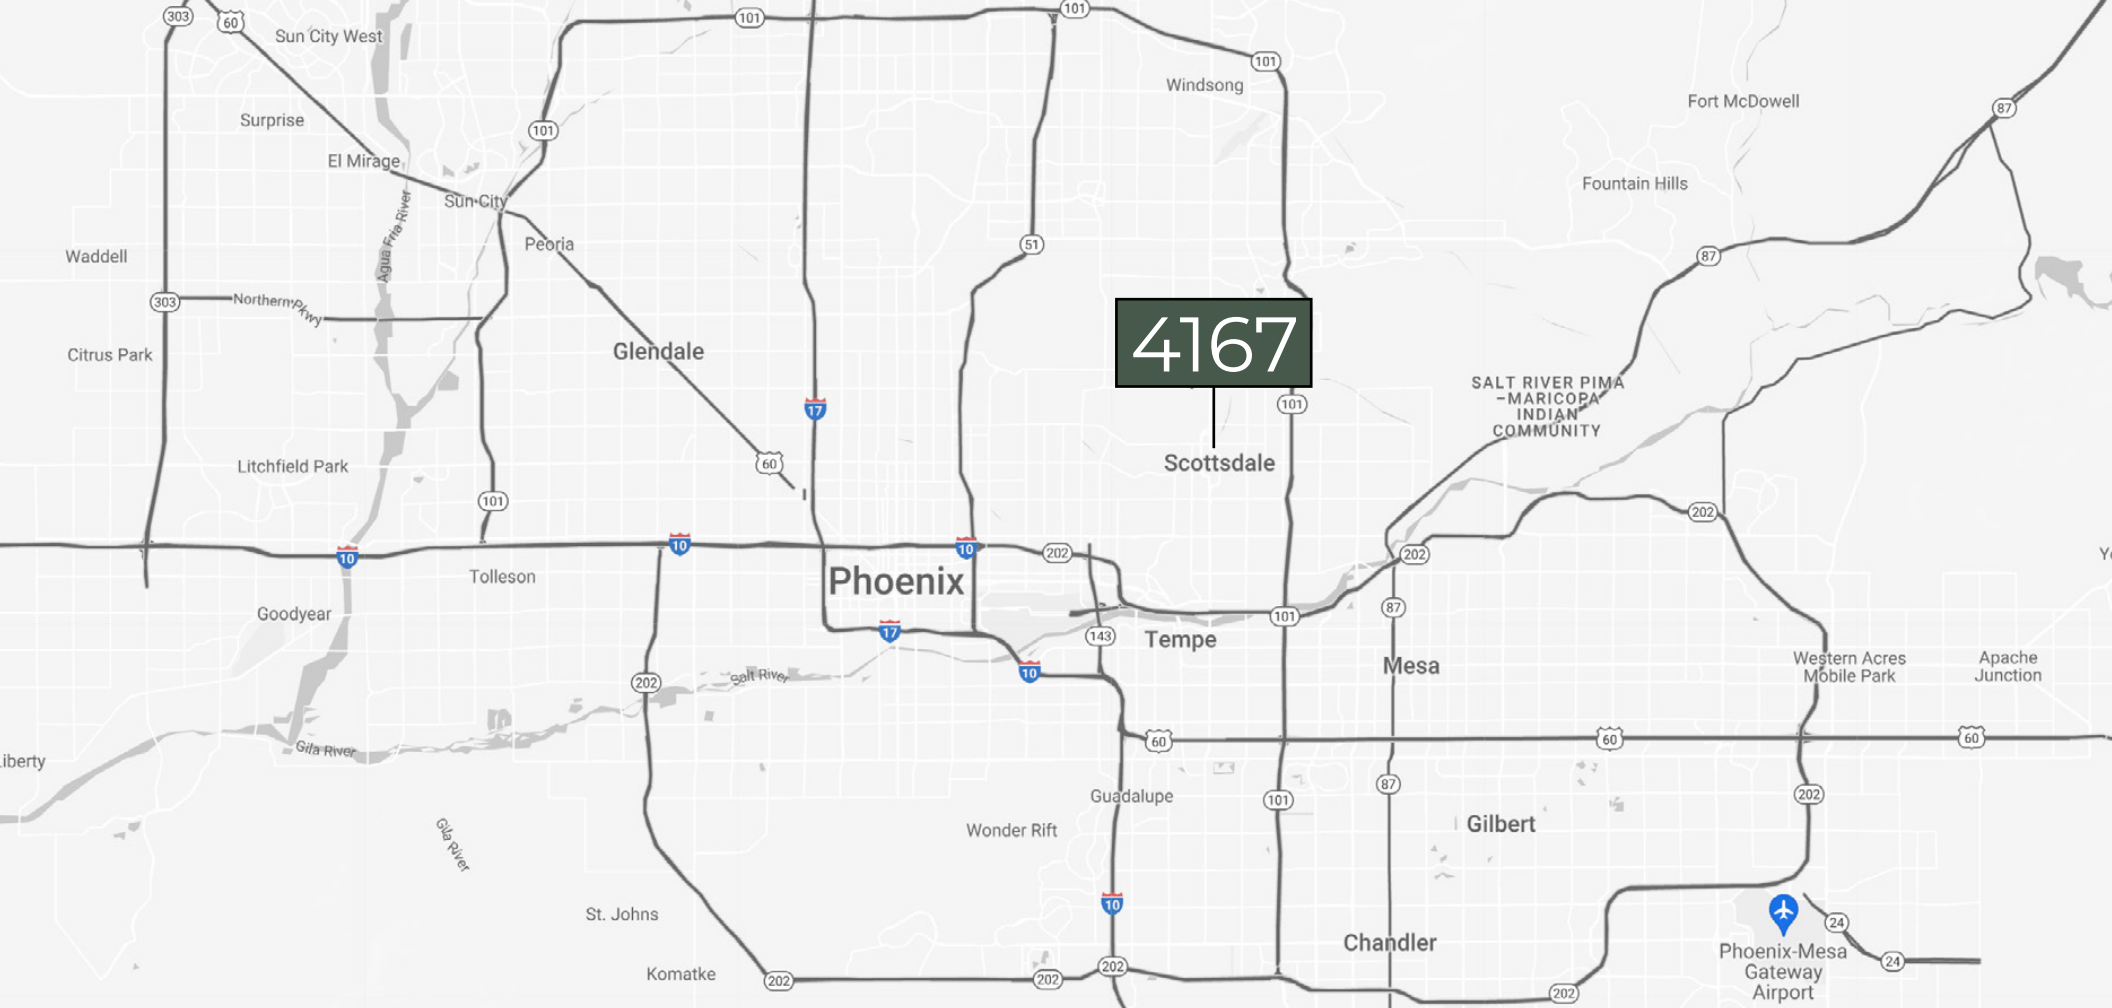 303
60
Sun City West
101
101
101
Windsong
Fort McDowell
87
Surprise
101
El Mirage
Fountain Hills
Sun City
Agua Fria River
Peoria
51
Waddell
87
303
Northern Pkwy
4167
Glendale
Citrus Park
SALT RIVER PIMA
-MARICOPA
INDIAN
COMMUNITY
17
101
Litchfield Park
60
Scottsdale
101
202
10
10
10
202
202
Tolleson
Phoenix
Goodyear
87
101
17
143
Tempe
Western Acres
Mobile Park
Apache
Junction
Mesa
10
202
Salt River
Gila River
60
60
60
87
Guadalupe
101
202
Gilbert
Wonder Rift
Gila River
10
St. Johns
24
Chandler
Phoenix-Mesa
Gateway
Airport
24
Komatke
202
202
202
202